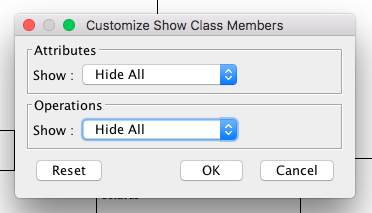 Customize Show Class Members
Attributes
Show : Hide All
Operations
Show : Hide All
Reset OK Cancel